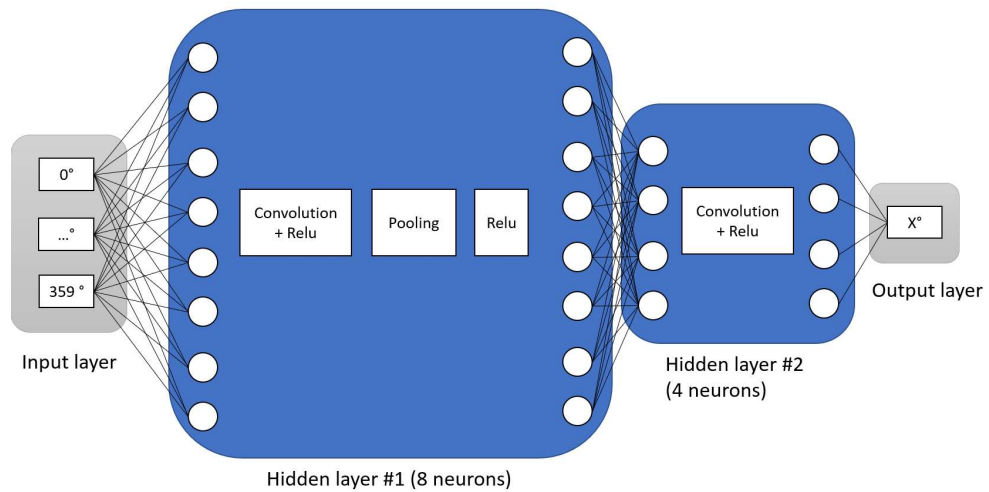 0°
...°
359 °
Input layer
Convolution
+ Relu
Pooling
Relu
Hidden layer #1 (8 neurons)
Convolution
+ Relu
Hidden layer #2
(4 neurons)
X°
Output layer